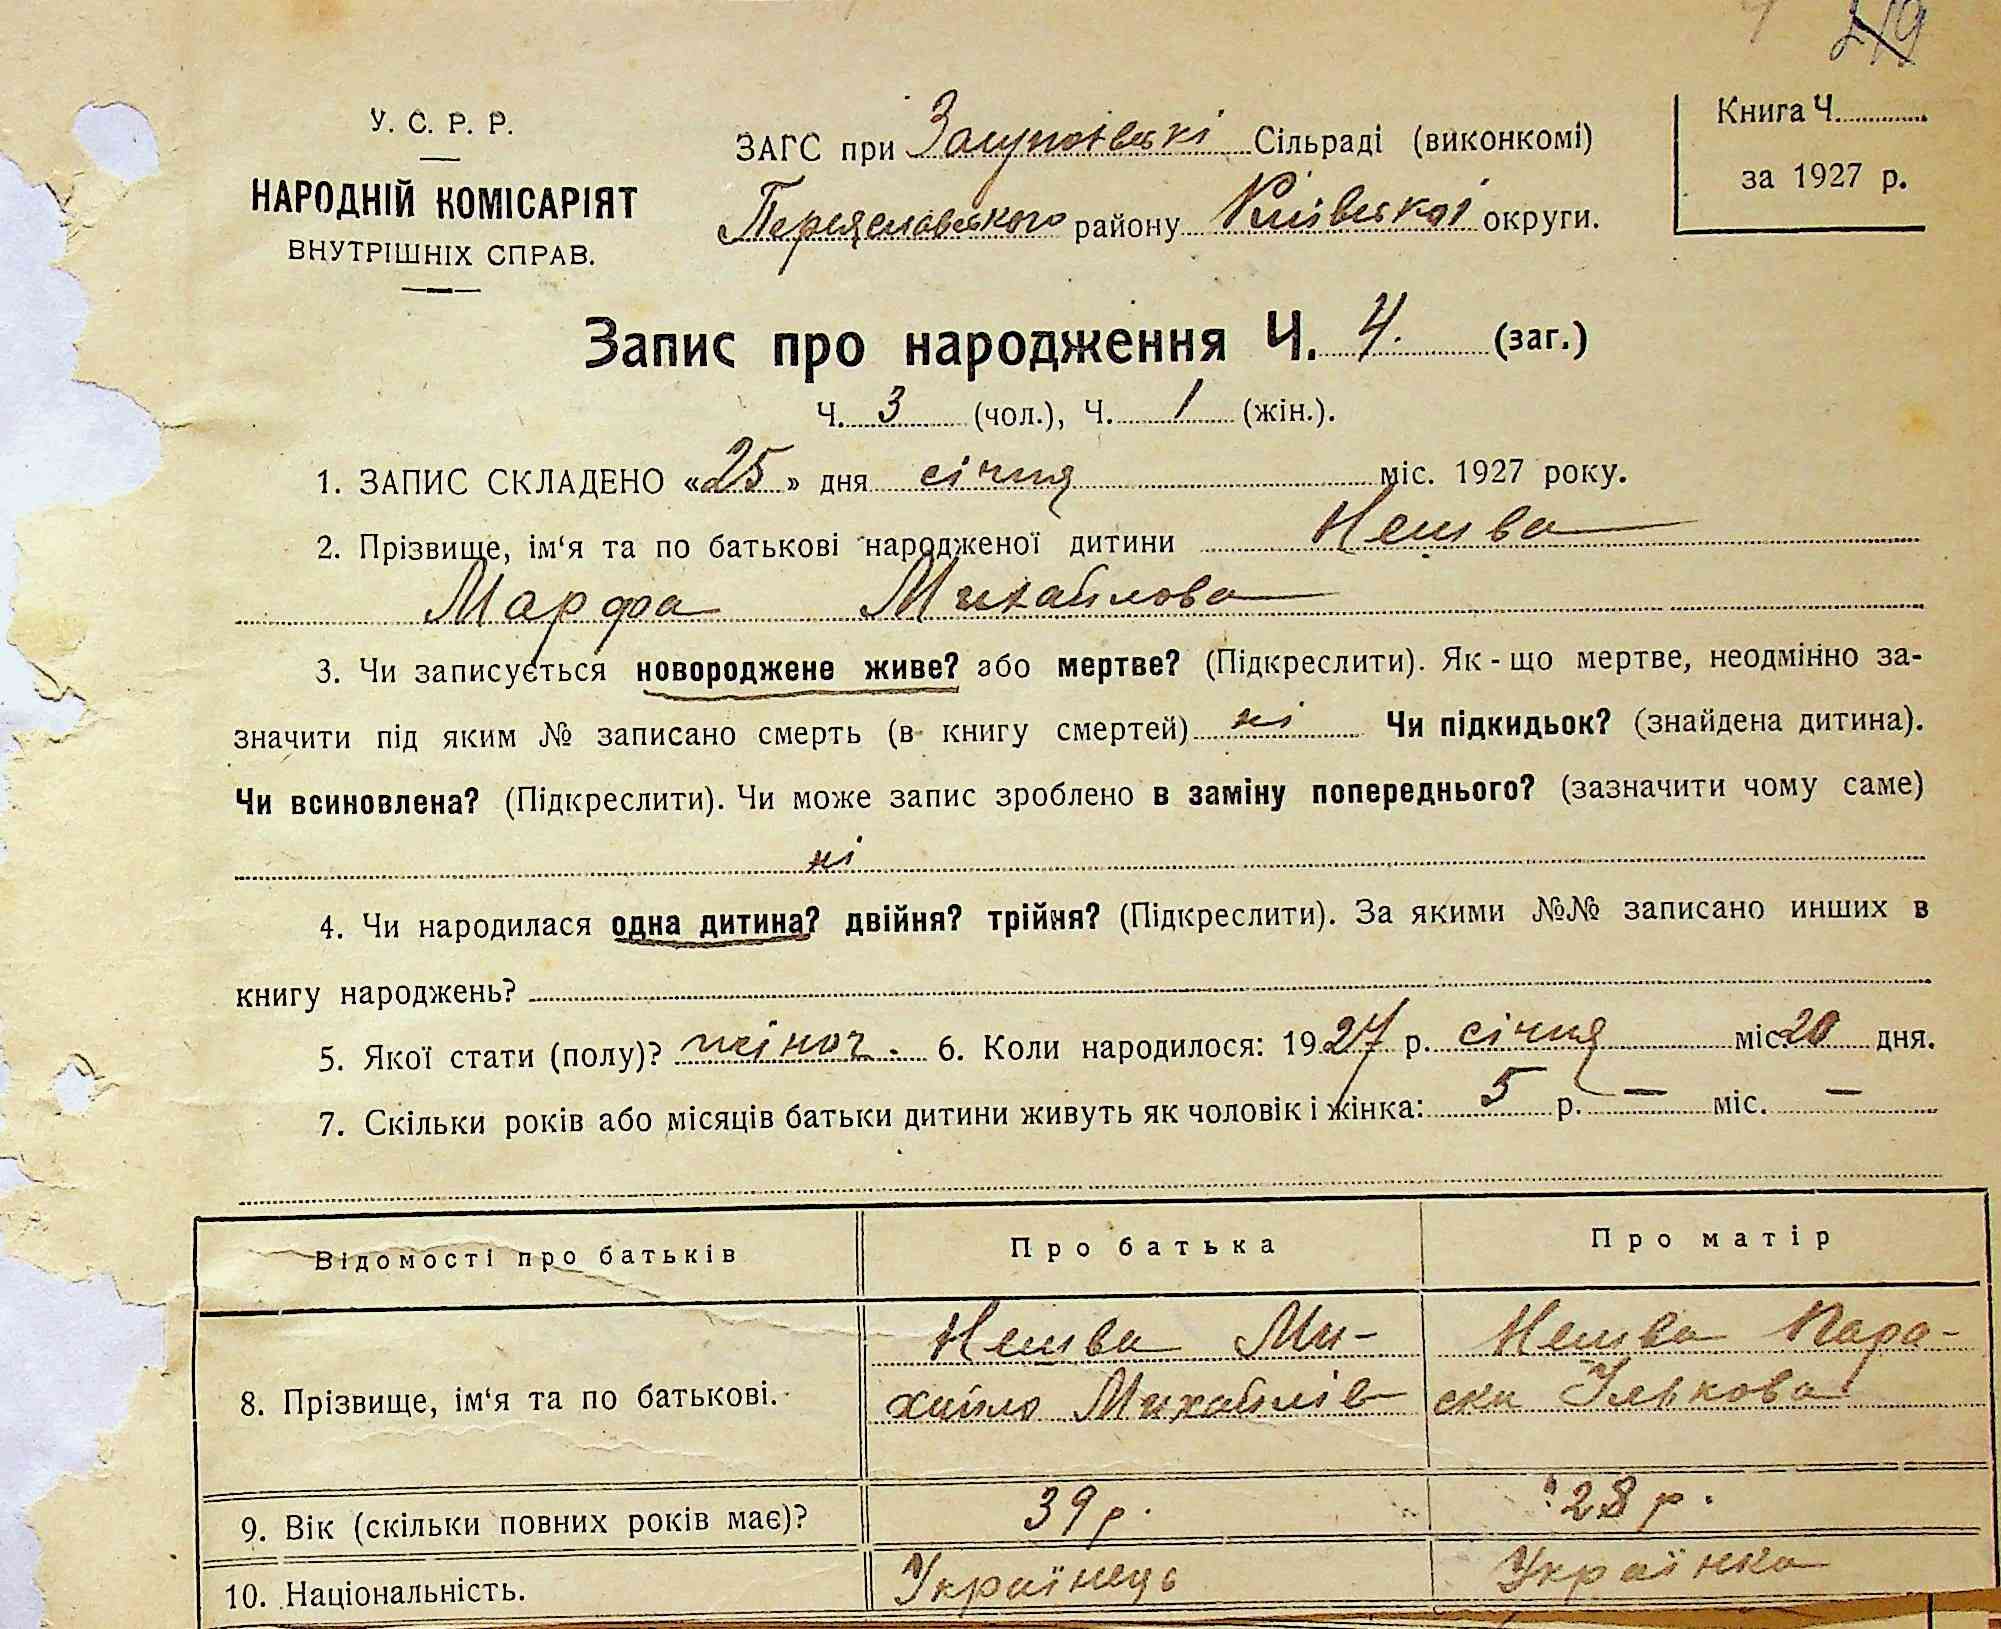 219
У. С. Р. Р.
НАРОДНІЙ КОМІСАРІЯТ
ВНУТРІШНІХ СПРАВ.
ЗАГС при Сільраді (виконкомі)
Переяславського району Київської округи.
Книга Ч.
за 1927 р.
Запис про народження Ч. 4. (заг.)
Ч. 3 (чол.), Ч. 1 (жін.).
1. ЗАПИС СКЛАДЕНО «25» дня січня міс. 1927 року.
2. Прізвище, ім‘я та по батькові народженої дитини
Марфа Михайлова
3. Чи записується новороджене живе? або мертве? (Підкреслити). Як - що мертве, неодмінно за-
значити під яким № записано смерть (в книгу смертей) ні Чи підкидьок? (знайдена дитина).
Чи всиновлена? (Підкреслити). Чи може запис зроблено в заміну попереднього? (зазначити чому саме)
ні
4. Чи народилася одна дитина? двійня? трійня? (Підкреслити). За якими №№ записано инших в
книгу народжень?
5. Якої стати (полу)? жіноч. 6. Коли народилося: 1927 р. січня міс. 20 дня.
7. Скільки років або місяців батьки дитини живуть як чоловік і жінка: 5 р. — міс. —
Відомості про батьків Про батька Про матір
8. Прізвище, ім‘я та по батькові. Ми-
хайло Михайлів
Пара-
ски Ількова
9. Вік (скільки повних років має)? 39 р. 28 р.
10. Національність. Українець Українка